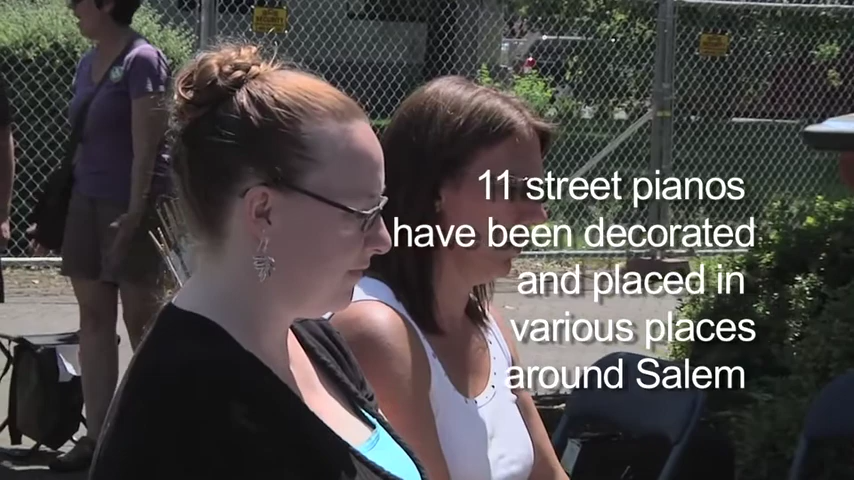 11 street pianos
have been decorated
and placed in
various places
around Salem